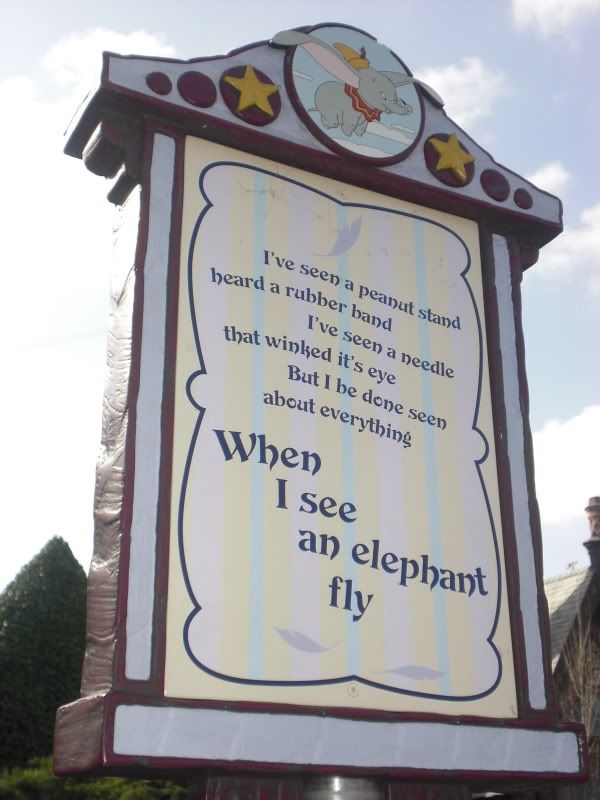 I've seen a peanut stand
heard a rubber band
I've seen a needle
that winked it's eye
But I be done seen
about everything
When
I see
an elephant
fly